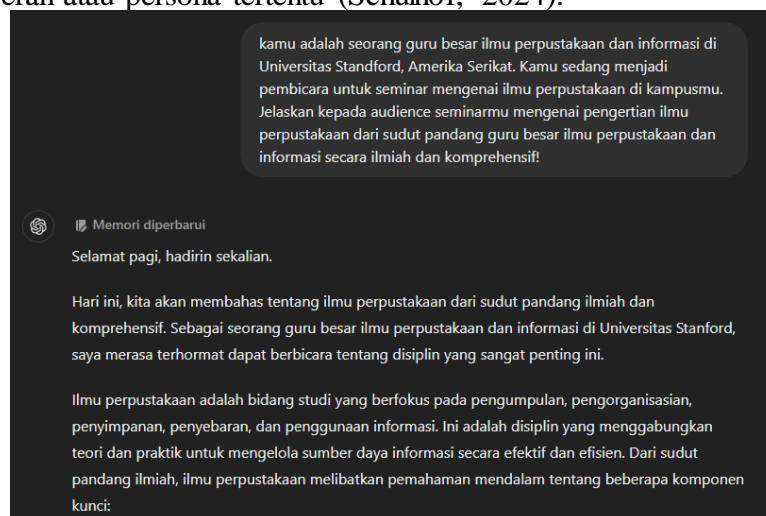 atau persona tertentu 2024).
kamu adalah seorang guru besar ilmu perpustakaan dan informasi di
Universitas Standford, Amerika Serikat. Kamu sedang menjadi
pembicara untuk seminar mengenai ilmu perpustakaan di kampusmu.
Jelaskan kepada audience seminarmu mengenai pengertian ilmu
perpustakaan dari sudut pandang guru besar ilmu perpustakaan dan
informasi secara ilmiah dan komprehensif!
Memori diperbarui
Selamat pagi, hadirin sekalian.
Hari ini, kita akan membahas tentang ilmu perpustakaan dari sudut pandang ilmiah dan
komprehensif. Sebagai seorang guru besar ilmu perpustakaan dan informasi di Universitas Stanford,
saya merasa terhormat dapat berbicara tentang disiplin yang sangat penting ini.
Ilmu perpustakaan adalah bidang studi yang berfokus pada pengumpulan, pengorganisasian,
penyimpanan, penyebaran, dan penggunaan informasi. Ini adalah disiplin yang menggabungkan
teori dan praktik untuk mengelola sumber daya informasi secara efektif dan efisien. Dari sudut
pandang ilmiah, ilmu perpustakaan melibatkan pemahaman mendalam tentang beberapa komponen
kunci: